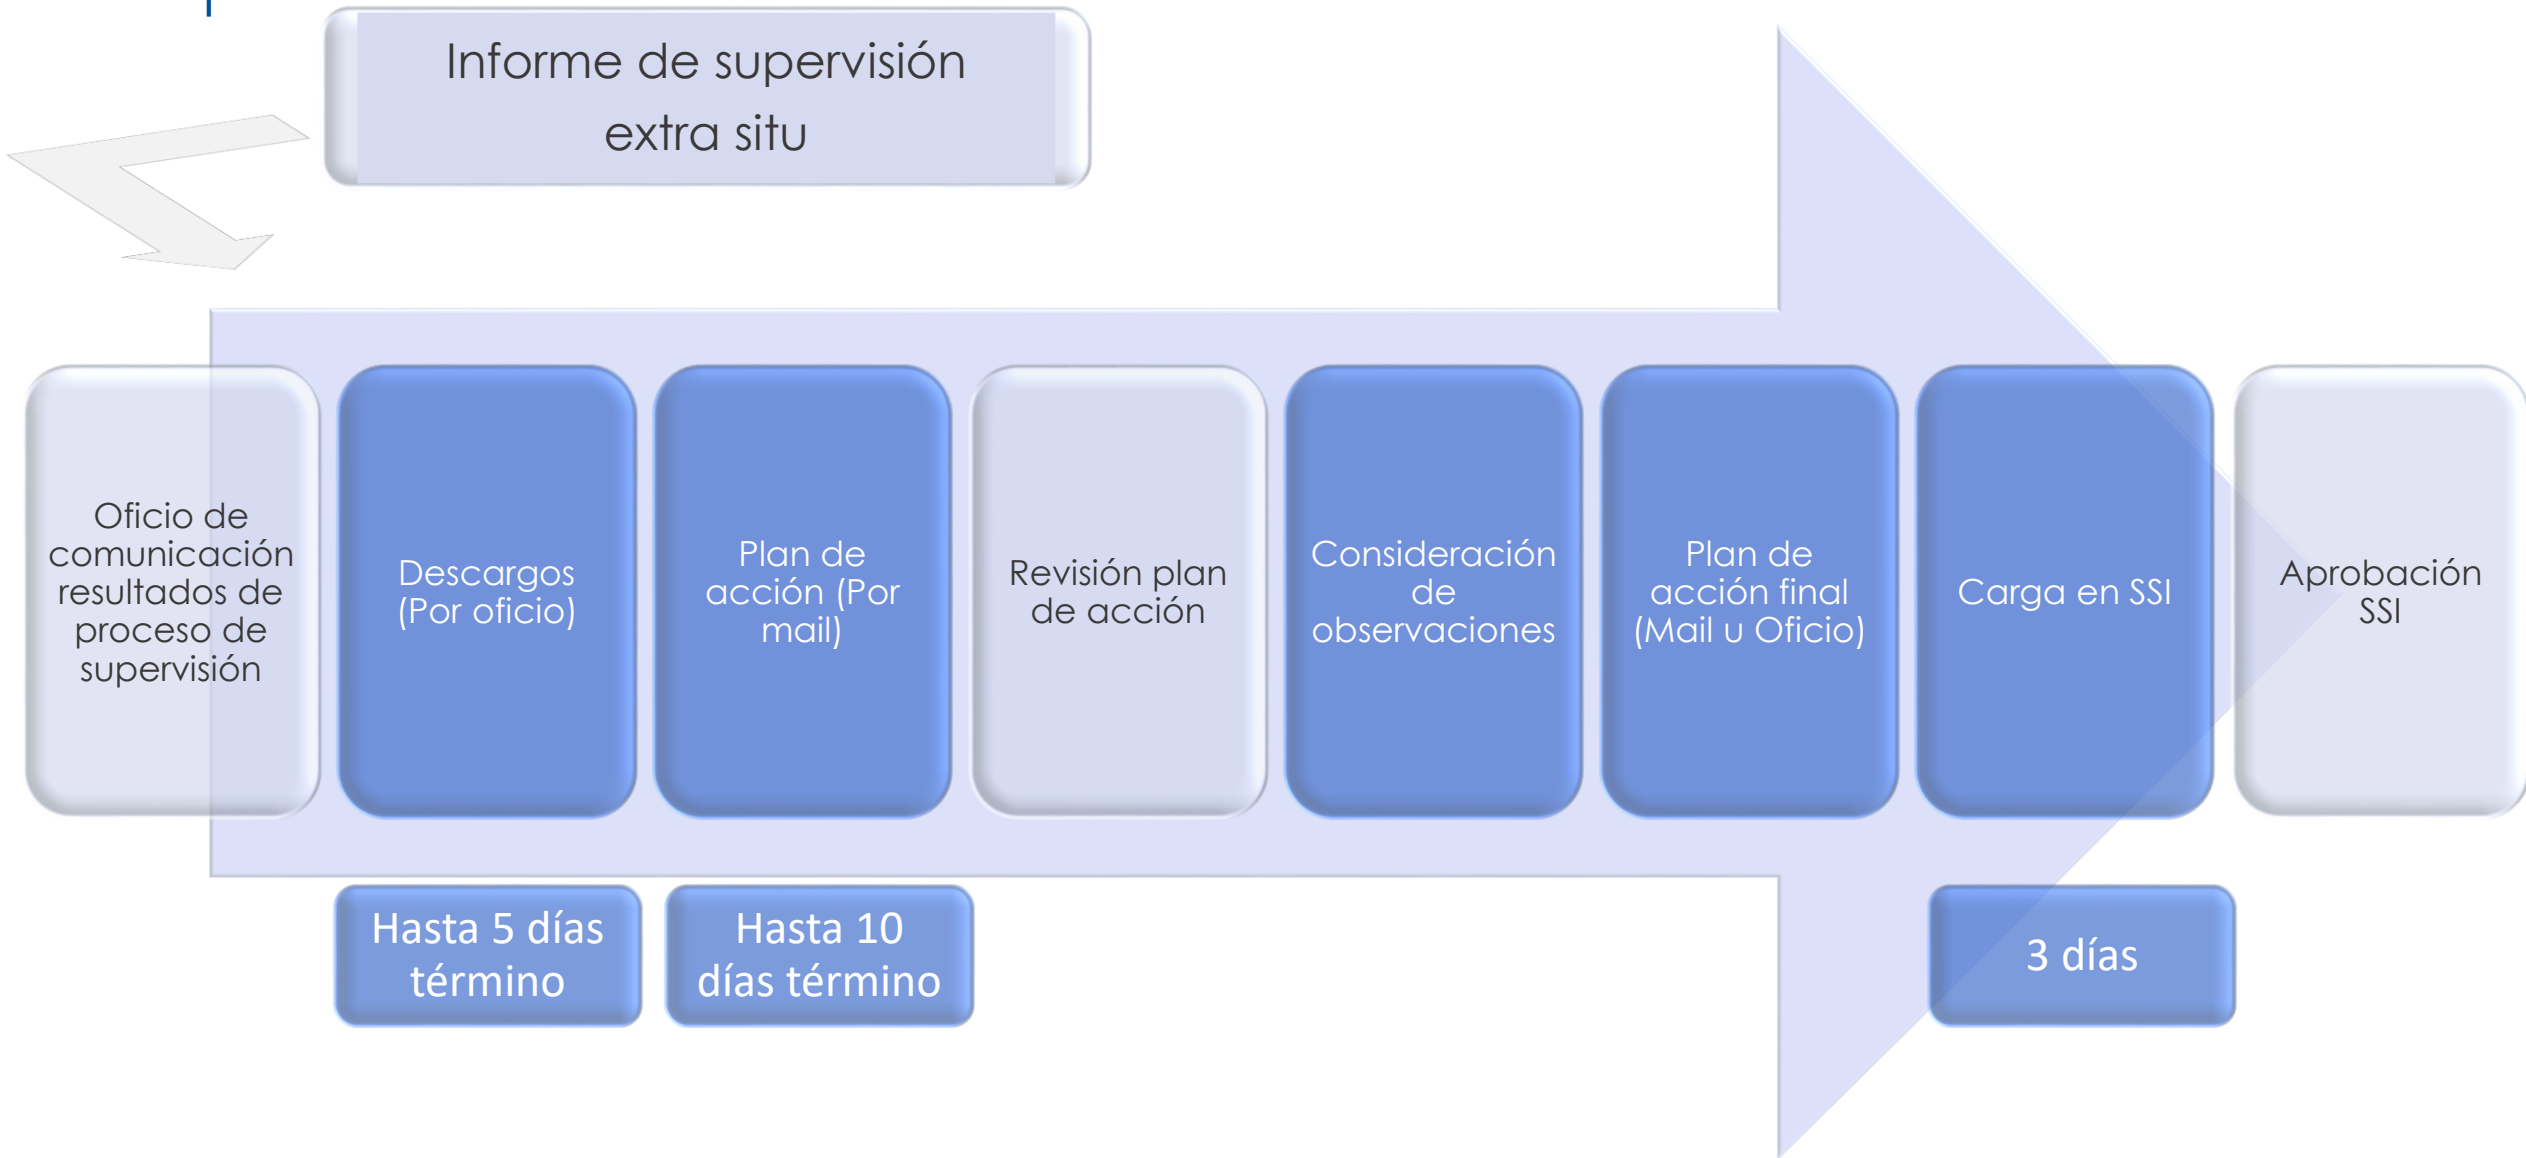 Informe de supervisión
extra situ
Oficio de
comunicación
resultados de
proceso de
supervisión
Descargos
(Por oficio)
Plan de
acción (Por
mail)
Revisión plan
de acción
Consideración
de
observaciones
Plan de
acción final
(Mail u Oficio)
Carga en SSI
Aprobación
SSI
Hasta 5 días
término
Hasta 10
días término
3 días